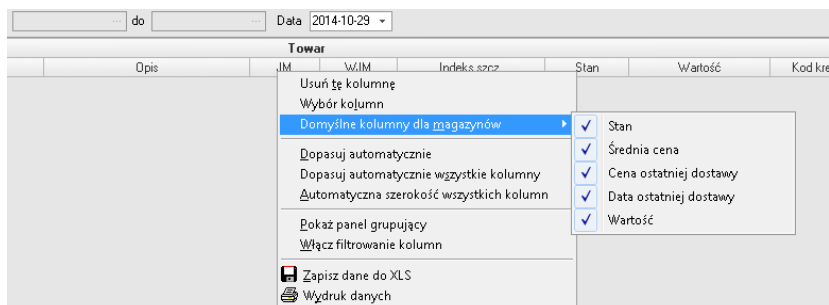 do Data 2014-10-29
Towar
Opis JM WJM Indeks szcz Stan Wartość Kod kre
Usuń tę kolumnę
Wybór kolumn
Domyślne kolumny dla magazynów
Stan
Średnia cena
Cena ostatniej dostawy
Data ostatniej dostawy
Wartość
Dopasuj automatycznie
Dopasuj automatycznie wszystkie kolumny
Automatyczna szerokość wszystkich kolumn
Pokaż panel grupujący
Włącz filtrowanie kolumn
Zapisz dane do XLS
Wydruk danych